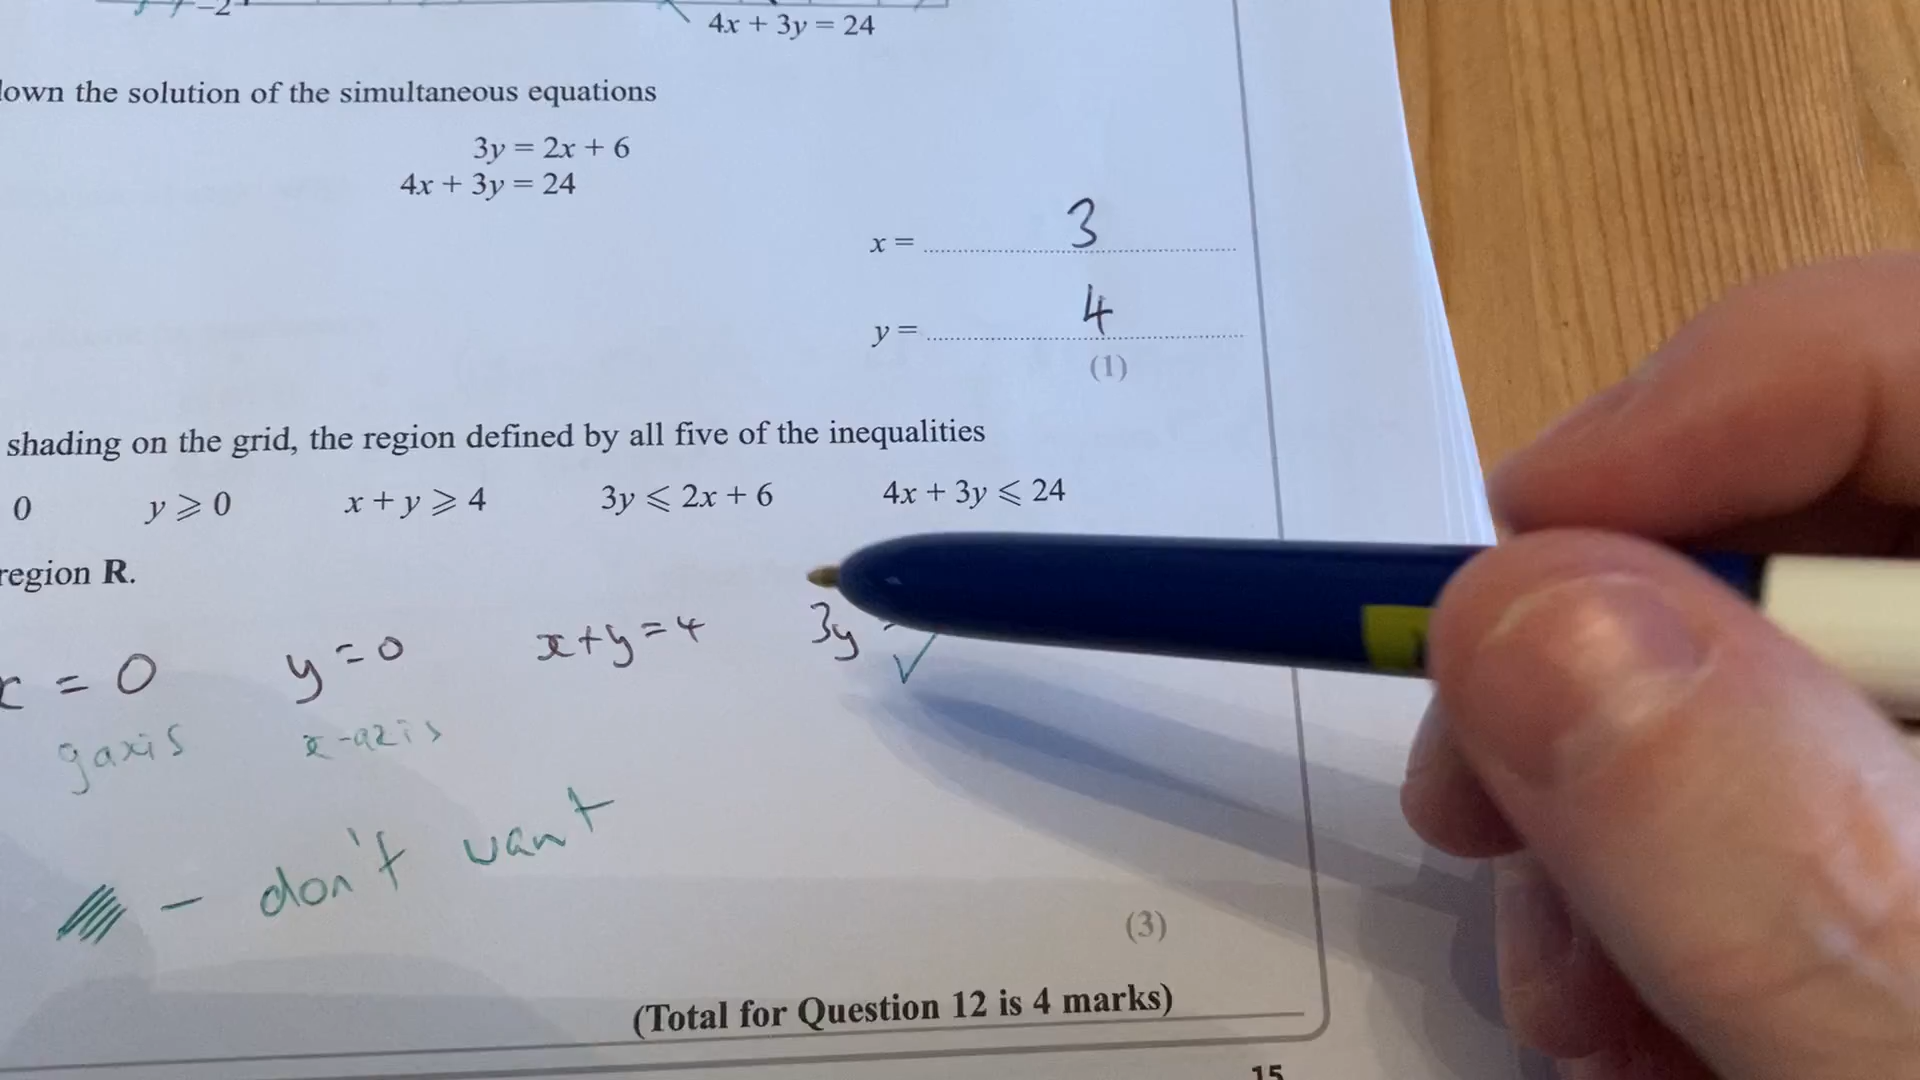 -2
4x + 3y = 24
down the solution of the simultaneous equations
3y = 2x + 6
4x + 3y = 24
x = 3
y = 4
(1)
shading on the grid, the region defined by all five of the inequalities
0 y ⩾ 0 x + y ⩾ 4 3y ⩽ 2x + 6 4x + 3y ⩽ 24
region R.
x = 0 y = 0 x+y=4 3y
y axis x-axis
- don't want
(3)
(Total for Question 12 is 4 marks)
15